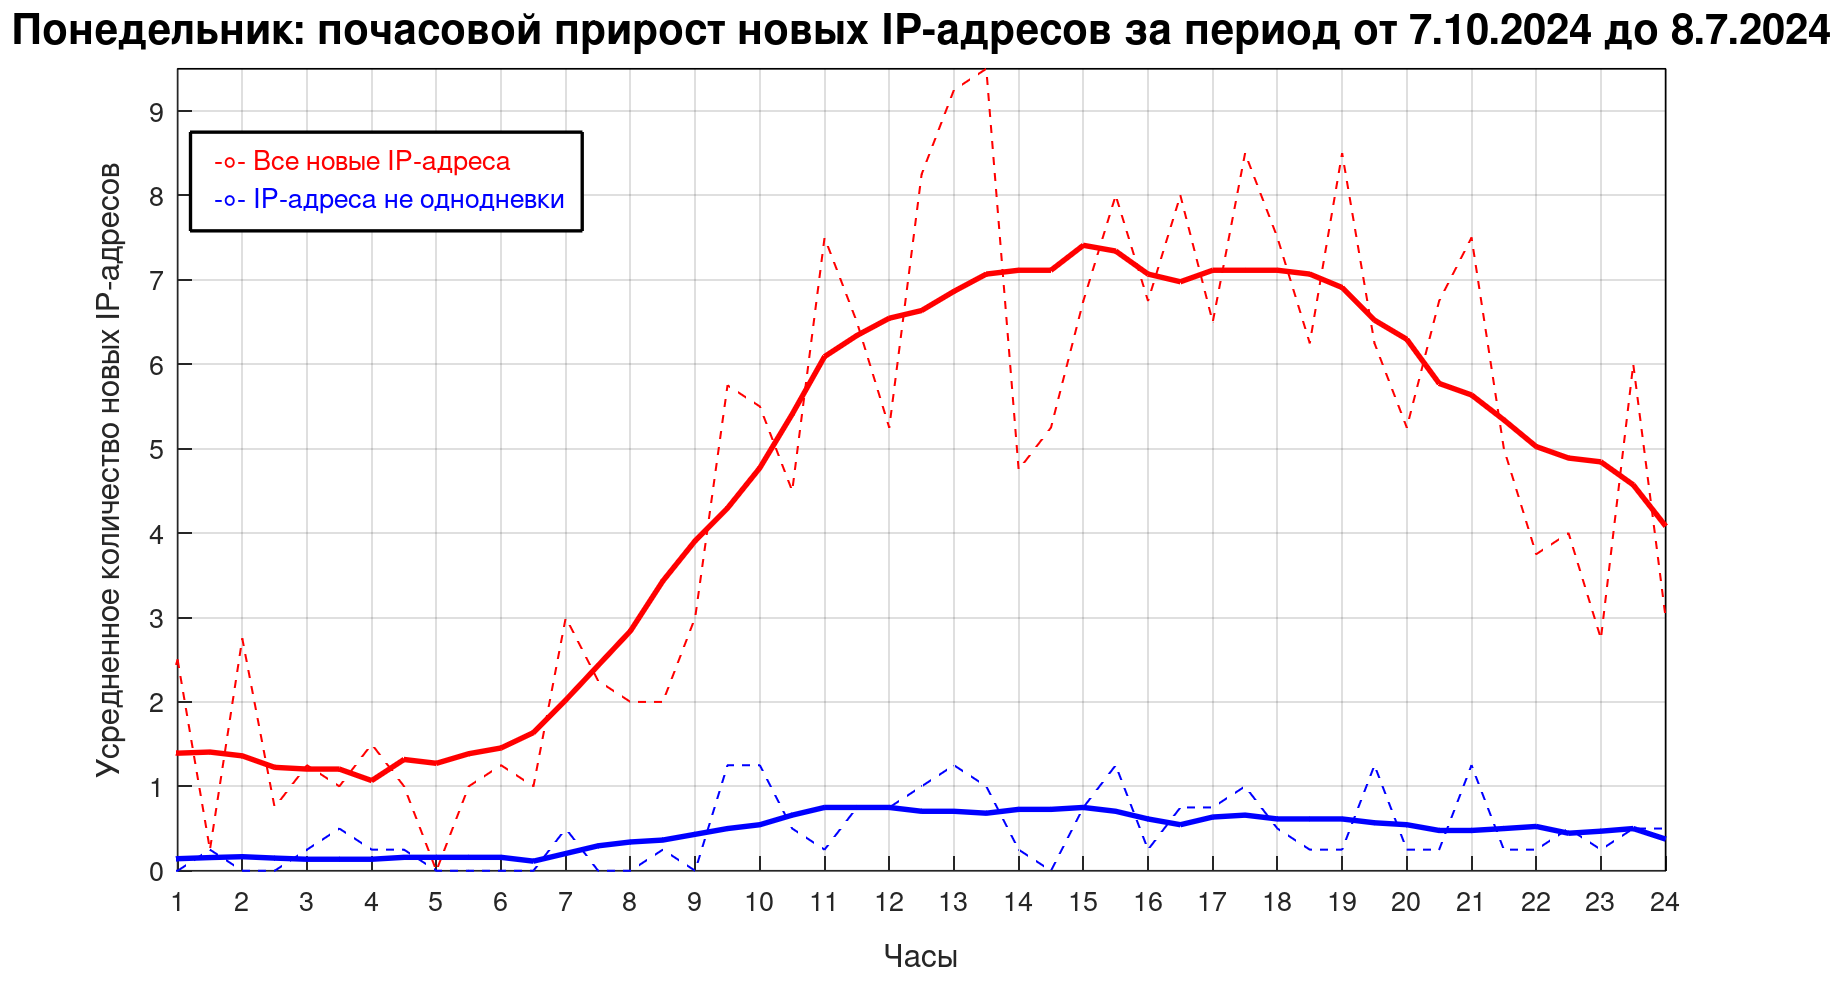 Понедельник: почасовой прирост новых IP-адресов за период от 7.10.2024 до 8.7.2024
Усредненное количество новых IP-адресов
9
8
7
6
5
4
3
2
1
0
-o- Все новые IP-адреса
-o- IP-адреса не однодневки
1 2 3 4 5 6 7 8 9 10 11 12 13 14 15 16 17 18 19 20 21 22 23 24
Часы